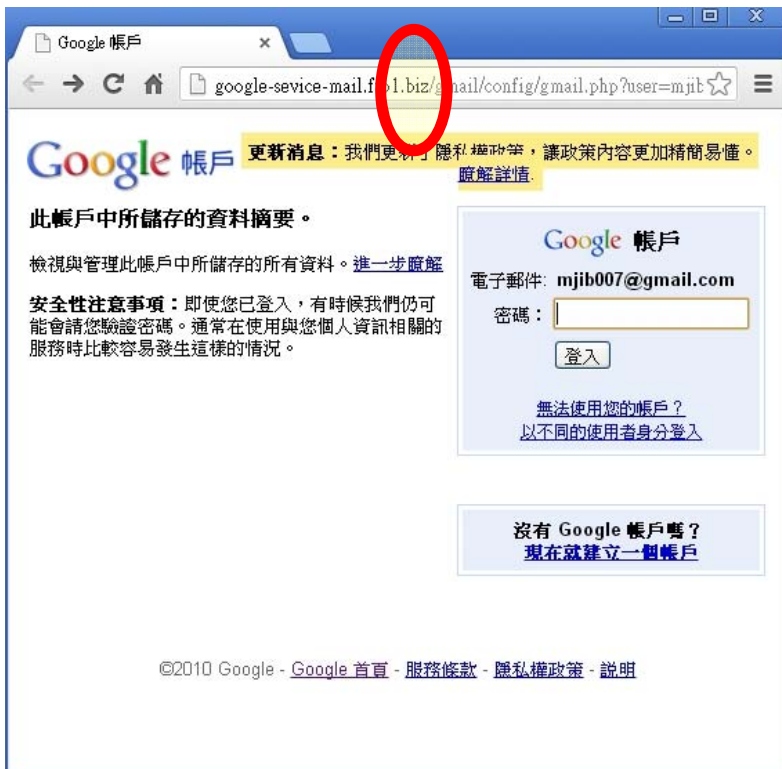 Google 帳戶
google-sevice-mail.f
1.biz/gmail/config/gmail.php?user=mjib
Google 帳戶
更新消息：我們更新了隱私權政策，讓政策內容更加精簡易懂。
瞭解詳情.
此帳戶中所儲存的資料摘要。
檢視與管理此帳戶中所儲存的所有資料。進一步瞭解
安全性注意事項：即使您已登入，有時候我們仍可
能會請您驗證密碼。通常在使用與您個人資訊相關的
服務時比較容易發生這樣的情況。
Google 帳戶
電子郵件: mjib007@gmail.com
密碼：
登入
無法使用您的帳戶？
以不同的使用者身分登入
沒有 Google 帳戶嗎？
現在就建立一個帳戶
©2010 Google - Google 首頁 - 服務條款 - 隱私權政策 - 說明